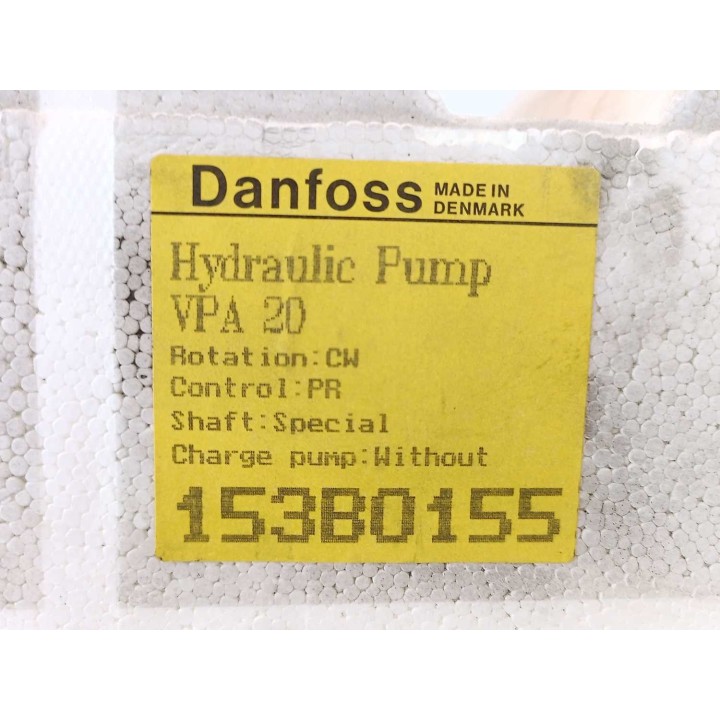 Danfoss MADE IN DENMARK
Hydraulic Pump
VPA 20
Rotation:CW
Control:PR
Shaft:Special
Charge pump:Without
153B0155